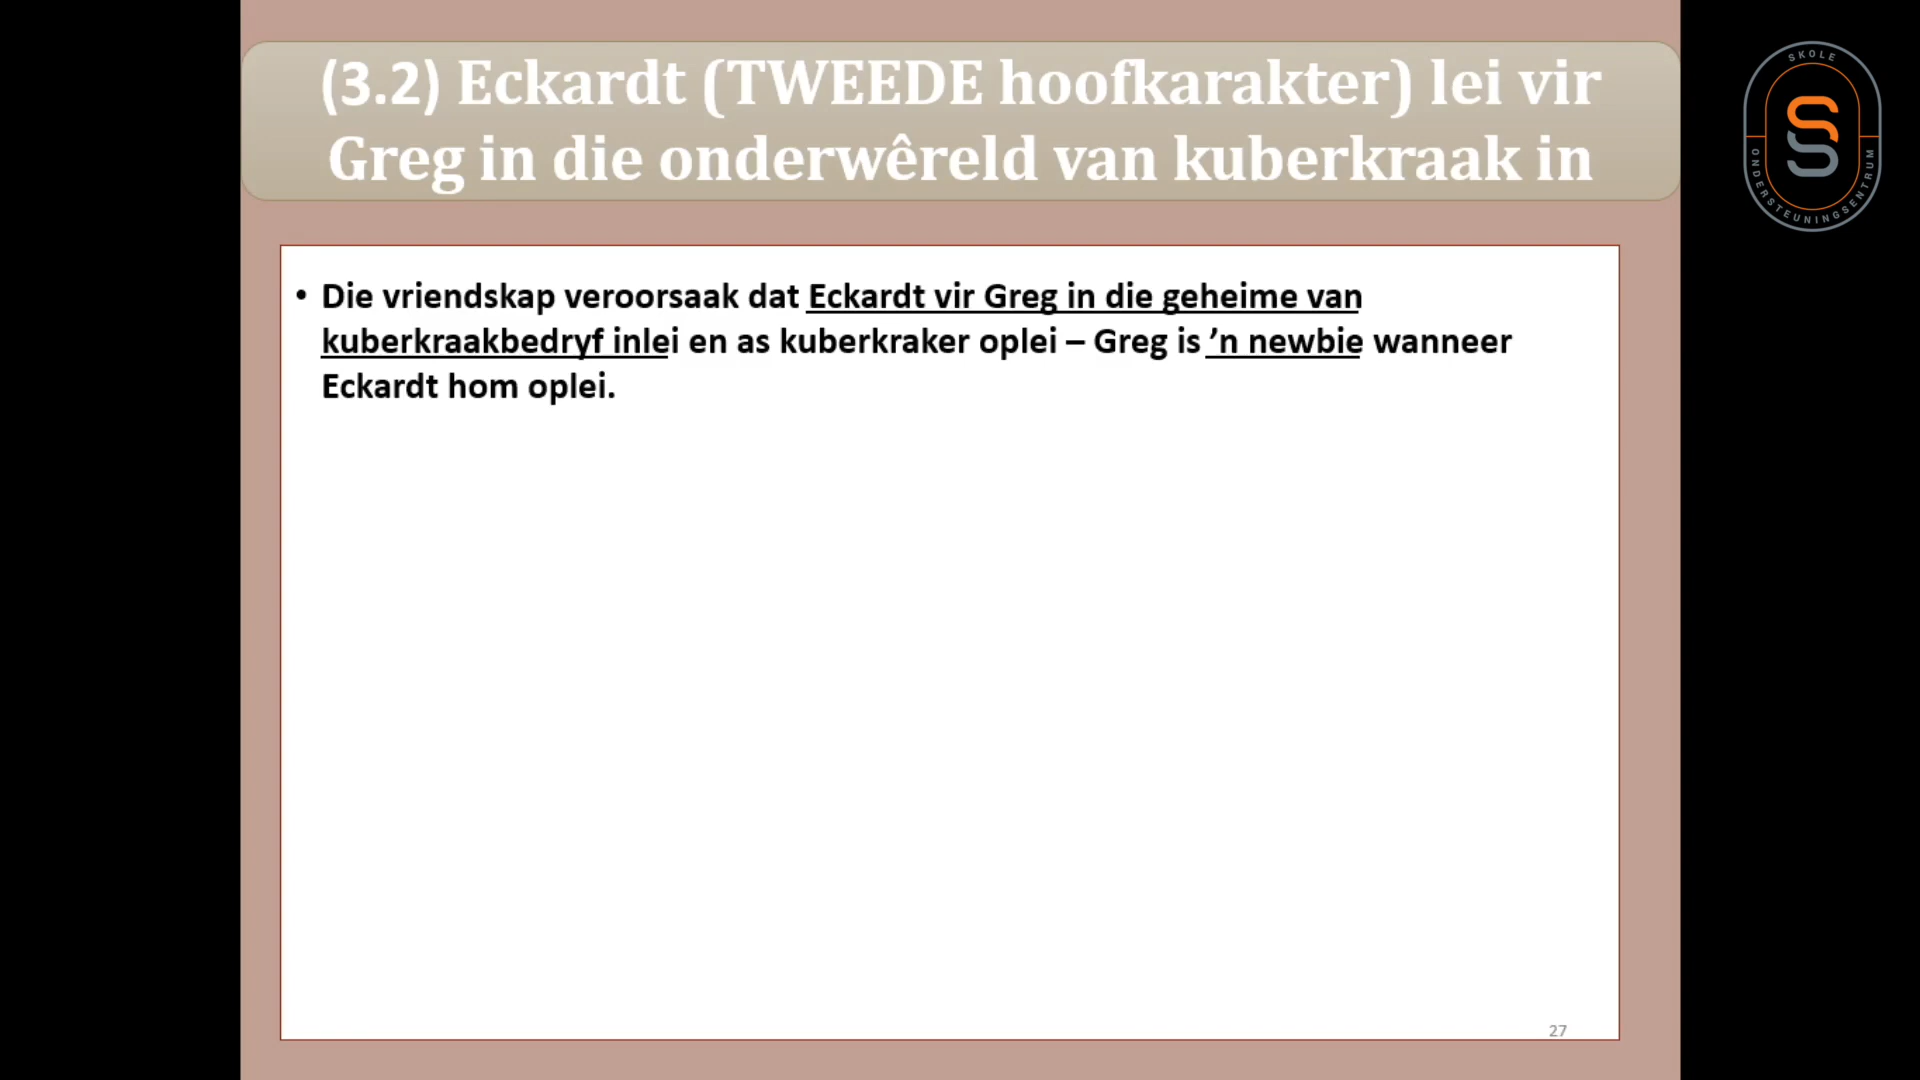 (3.2) Eckardt (TWEEDE hoofkarakter) lei vir
Greg in die onderwêreld van kuberkraak in
SKOLE
ONDERSTEUNINGSENTRUM
• Die vriendskap veroorsaak dat Eckardt vir Greg in die geheime van
kuberkraakbedryf inlei en as kuberkraker oplei – Greg is ’n newbie wanneer
Eckardt hom oplei.
27